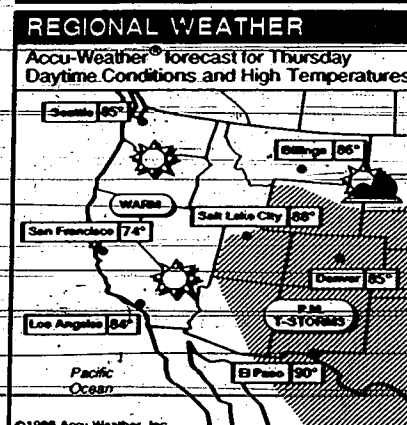 REGIONAL WEATHER
Accu-Weather® forecast for Thursday
Daytime Conditions and High Temperatures
Seattle 85°
Billings 86°
WARM
Salt Lake City 88°
San Francisco 74°
Denver 85°
P.M.
T-STORMS
Los Angeles 84°
El Paso 90°
Pacific
Ocean
Accu-Weather, Inc.